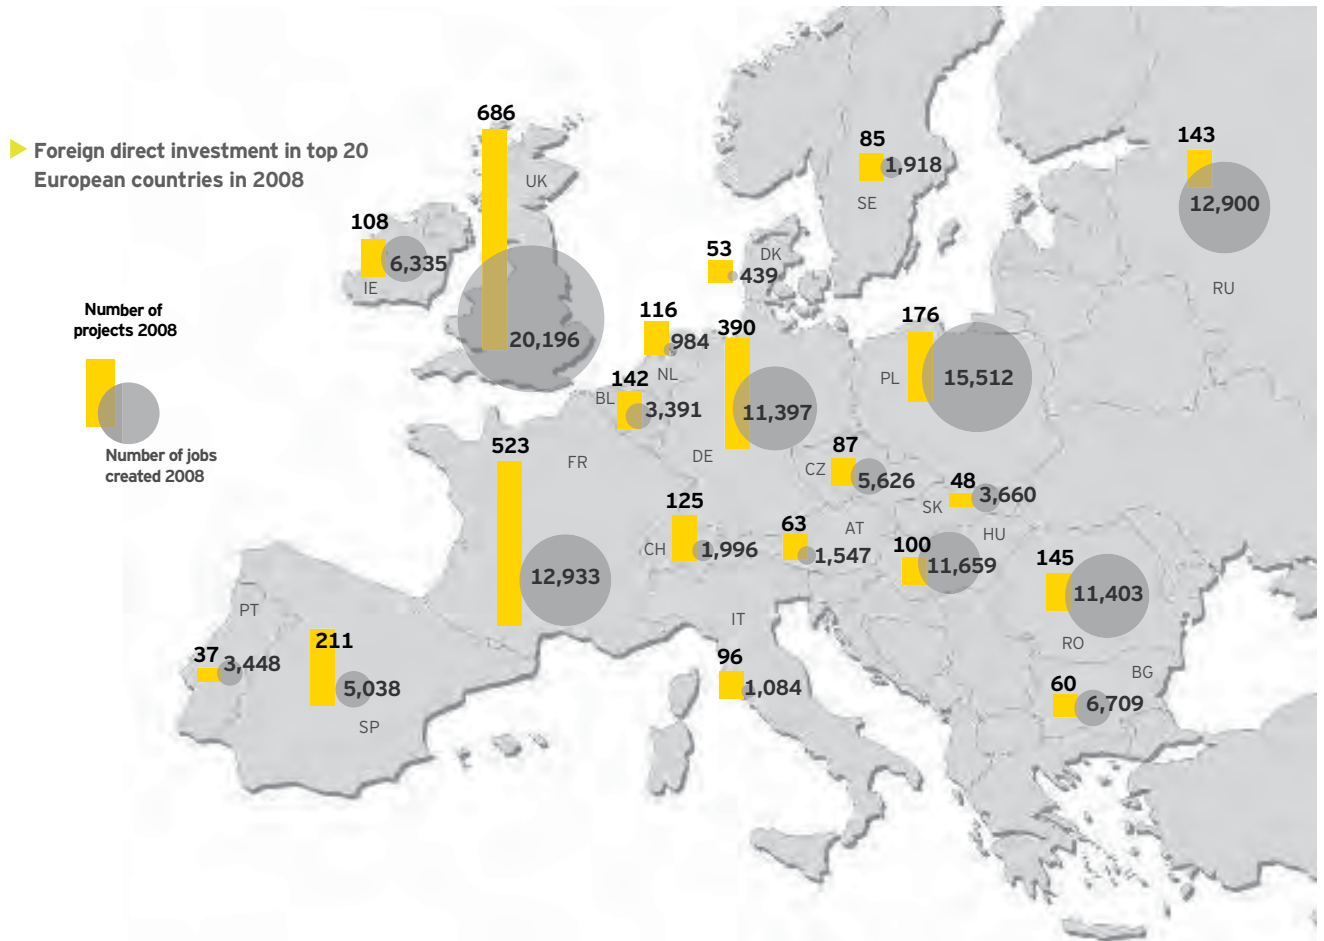 Foreign direct investment in top 20
European countries in 2008
Number of
projects 2008
Number of jobs
created 2008
686
UK
20,196
108
6,335
IE
85
1,918
SE
143
12,900
RU
53
DK
439
116
984
NL
390
11,397
DE
176
PL
15,512
142
BL
3,391
523
FR
12,933
87
CZ
5,626
48
3,660
SK
HU
125
CH
1,996
63
AT
1,547
100
11,659
145
11,403
RO
PT
37
3,448
211
5,038
SP
IT
96
1,084
BG
60
6,709